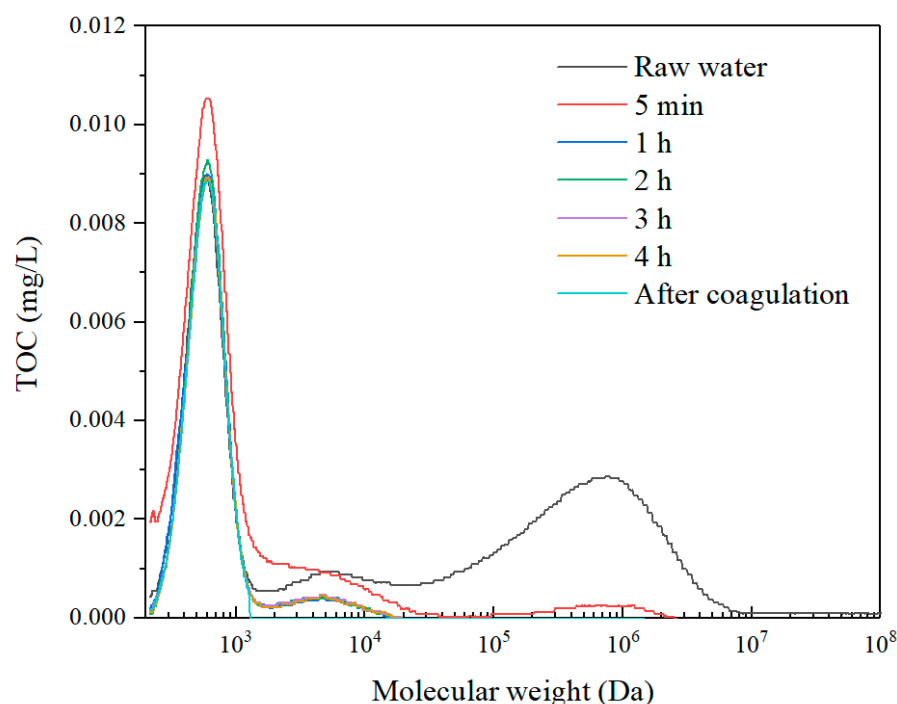 0.012
0.010
0.008
0.006
0.004
0.002
0.000
TOC (mg/L)
Raw water
5 min
1 h
2 h
3 h
4 h
After coagulation
10³ 10⁴ 10⁵ 10⁶ 10⁷ 10⁸
Molecular weight (Da)